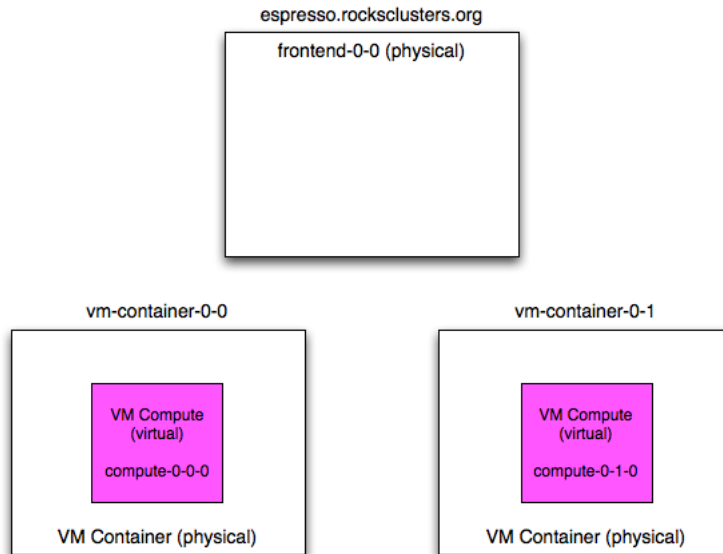 espresso.rocksclusters.org
frontend-0-0 (physical)
vm-container-0-0
VM Compute
(virtual)
compute-0-0-0
VM Container (physical)
vm-container-0-1
VM Compute
(virtual)
compute-0-1-0
VM Container (physical)